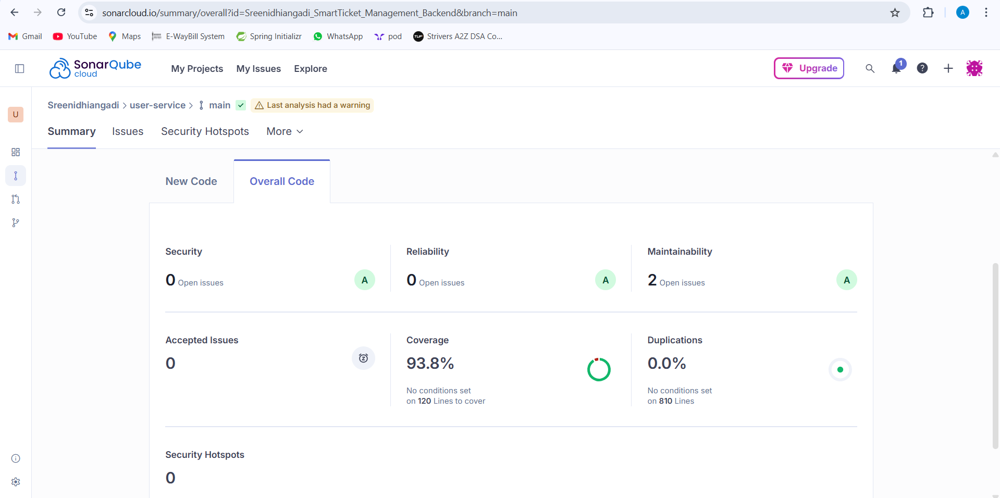 sonarcloud.io/summary/overall?id=Sreenidhiangadi_SmartTicket_Management_Backend&branch=main
A
Gmail YouTube Maps E-WayBill System Spring Initializr WhatsApp pod TUF Strivers A2Z DSA Co...
SonarQube cloud My Projects My Issues Explore Upgrade 1 ?
U
Sreenidhiangadi > user-service > main Last analysis had a warning
Summary Issues Security Hotspots More
New Code Overall Code
Security Reliability Maintainability
0 Open issues A 0 Open issues A 2 Open issues A
Accepted Issues Coverage Duplications
0 93.8% 0.0%
No conditions set No conditions set
on 120 Lines to cover on 810 Lines
Security Hotspots
0